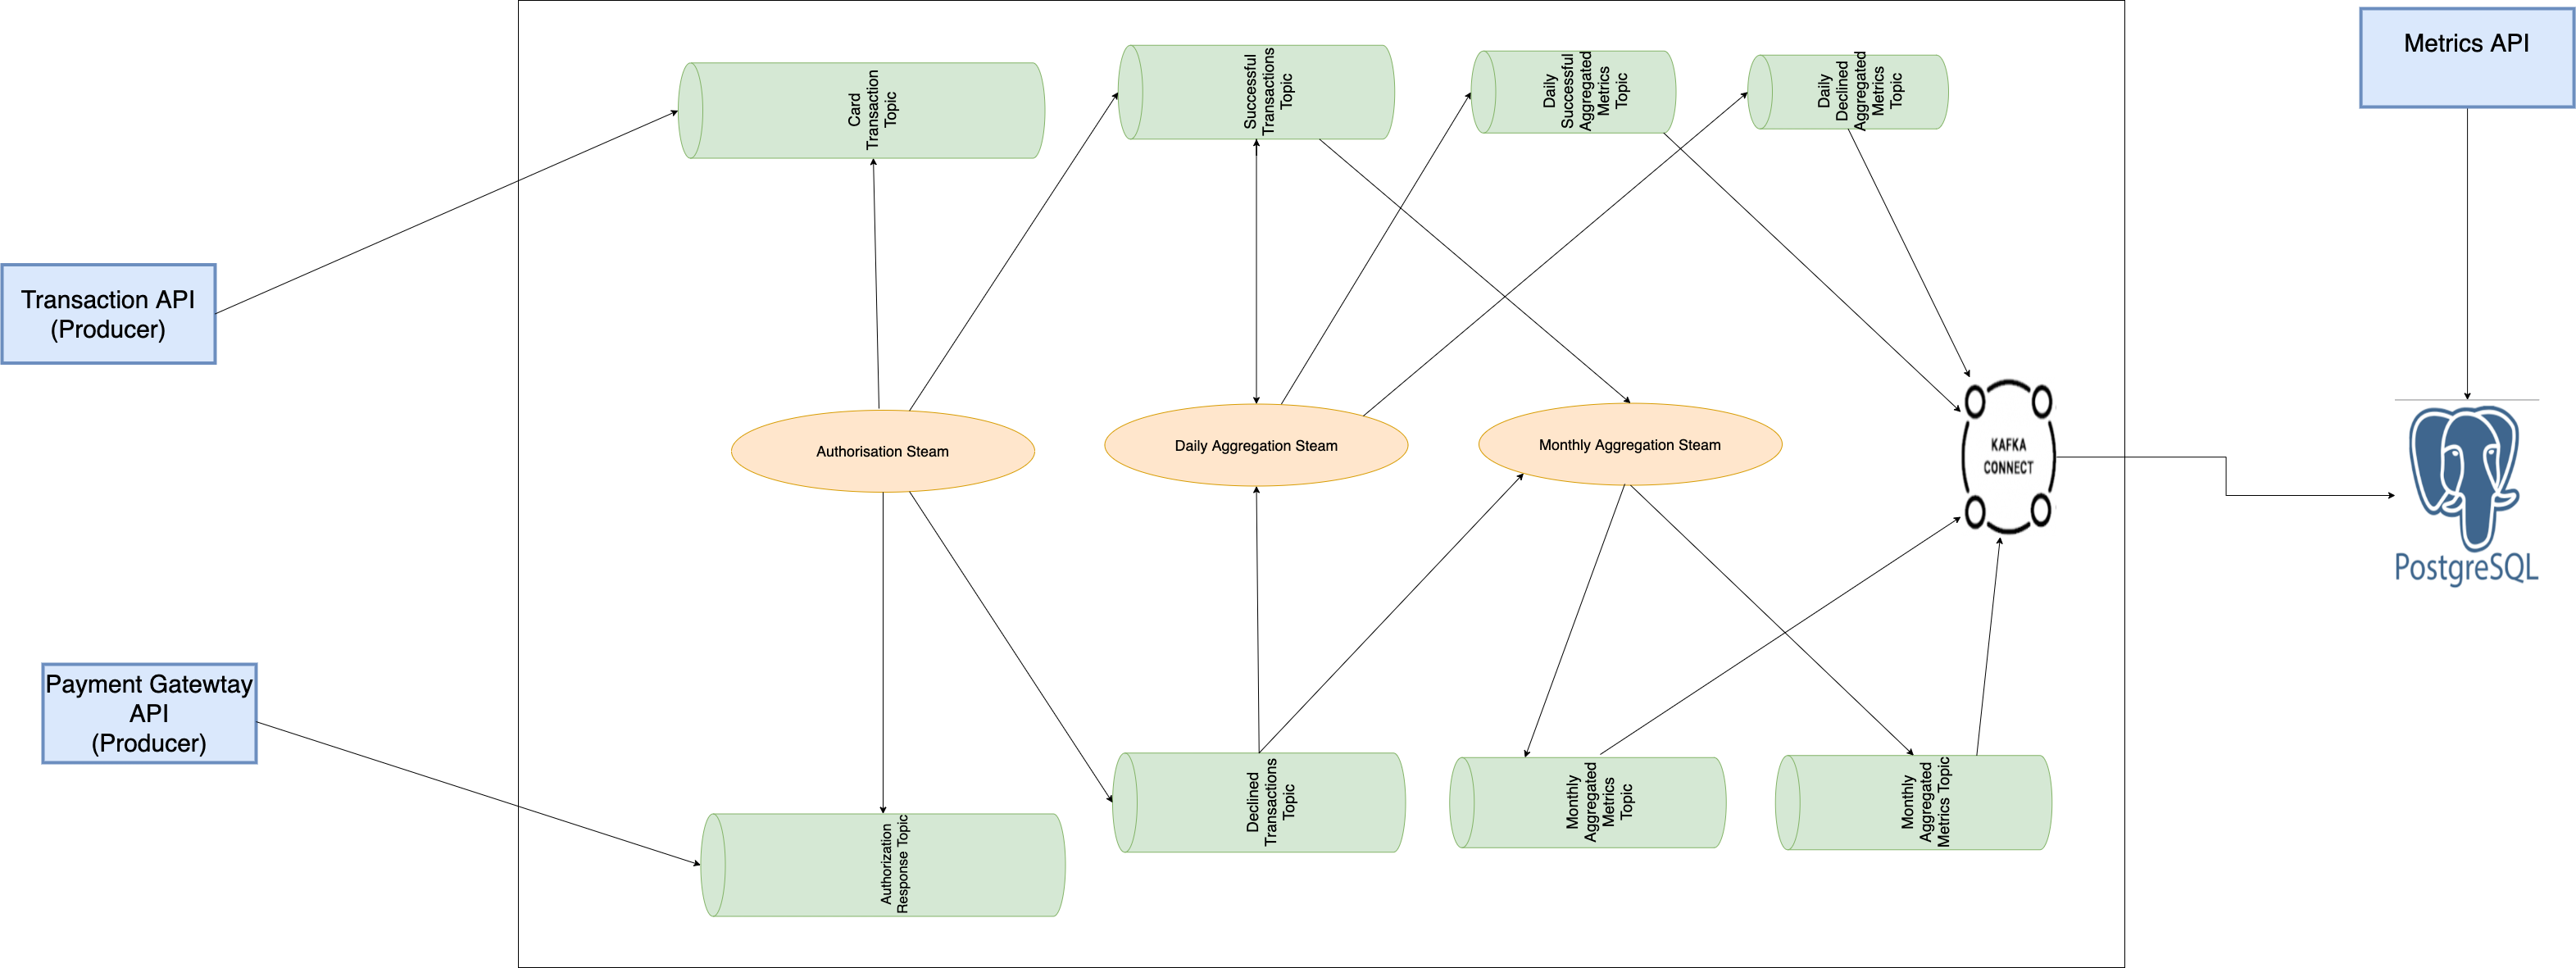 Metrics API
Card
Transaction
Topic
Successful
Transactions
Topic
Daily
Successful
Aggregated
Metrics
Topic
Daily
Declined
Aggregated
Metrics
Topic
Transaction API
(Producer)
Authorisation Steam
Daily Aggregation Steam
Monthly Aggregation Steam
KAFKA
CONNECT
PostgreSQL
Payment Gatewtay
API
(Producer)
Authorization
Response Topic
Declined
Transactions
Topic
Monthly
Aggregated
Metrics
Topic
Monthly
Aggregated
Metrics Topic